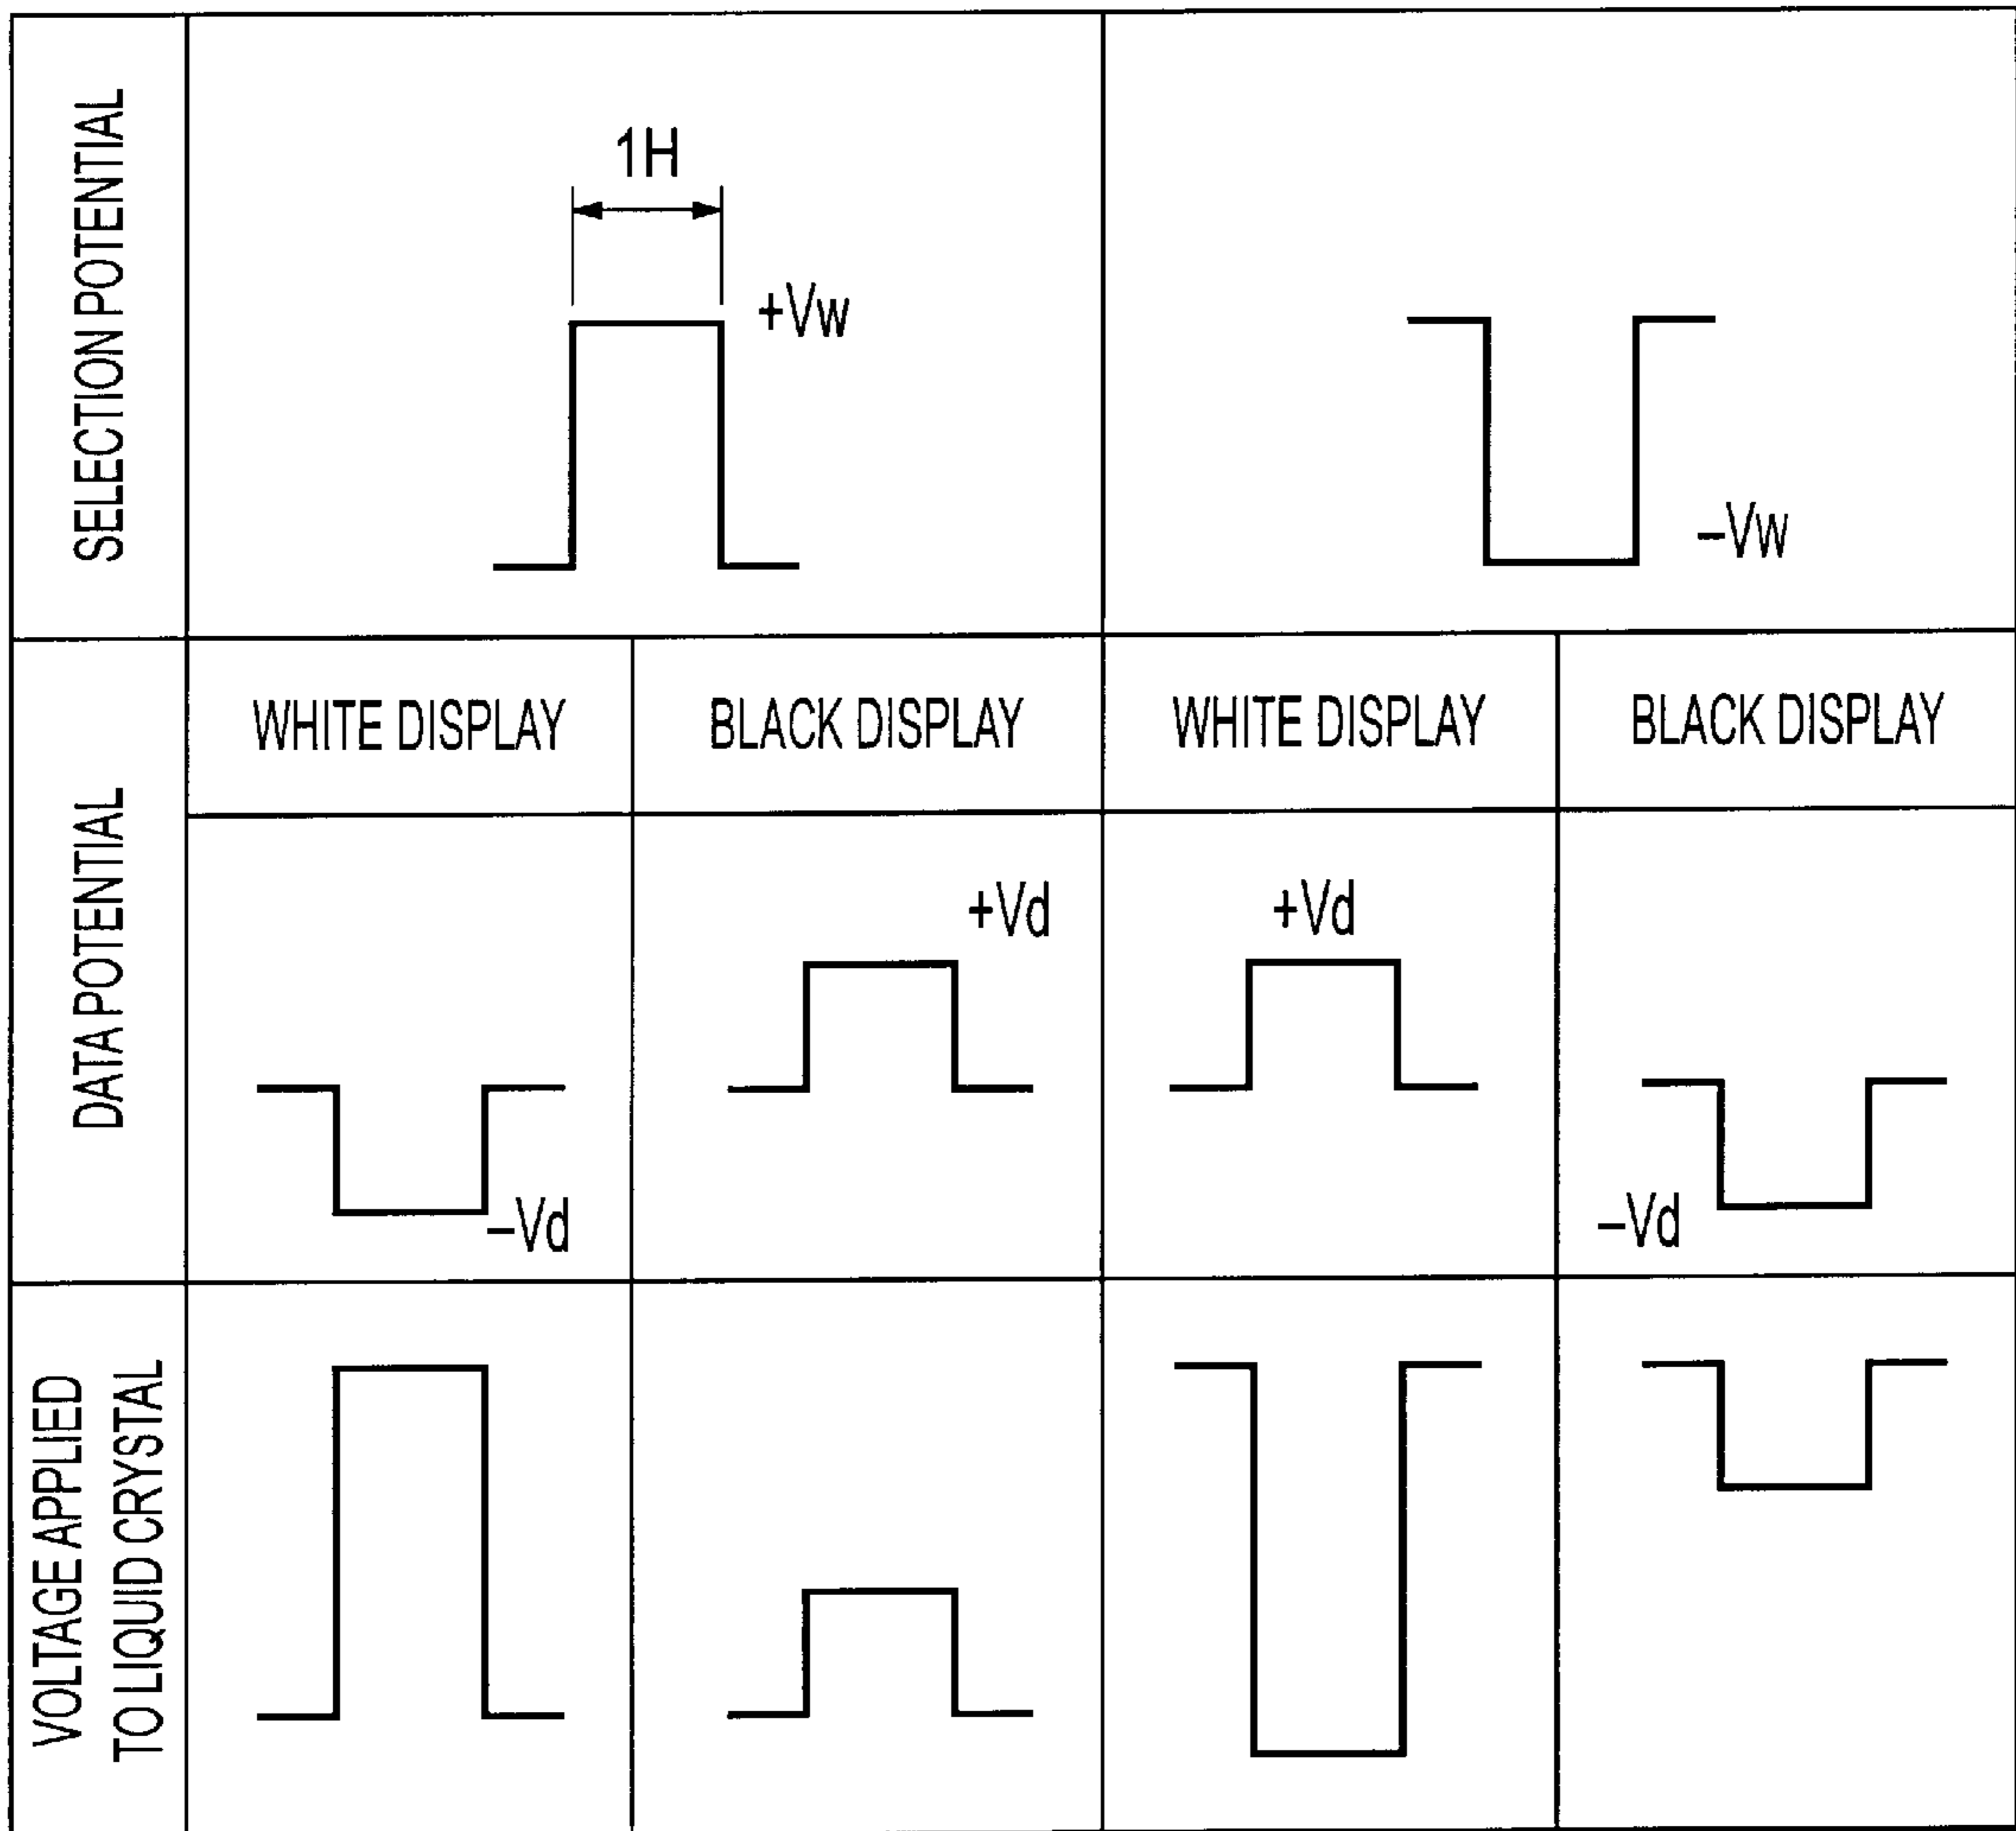 SELECTION POTENTIAL
1H
+Vw
–Vw
DATA POTENTIAL
WHITE DISPLAY
BLACK DISPLAY
WHITE DISPLAY
BLACK DISPLAY
–Vd
+Vd
+Vd
–Vd
VOLTAGE APPLIED
TO LIQUID CRYSTAL